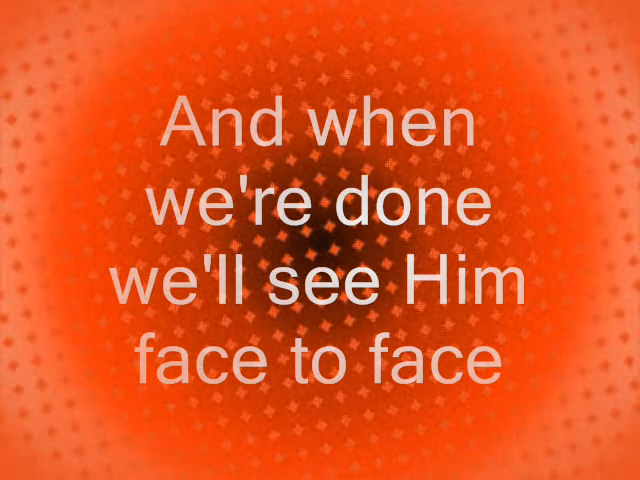 And when
we're done
we'll see Him
face to face